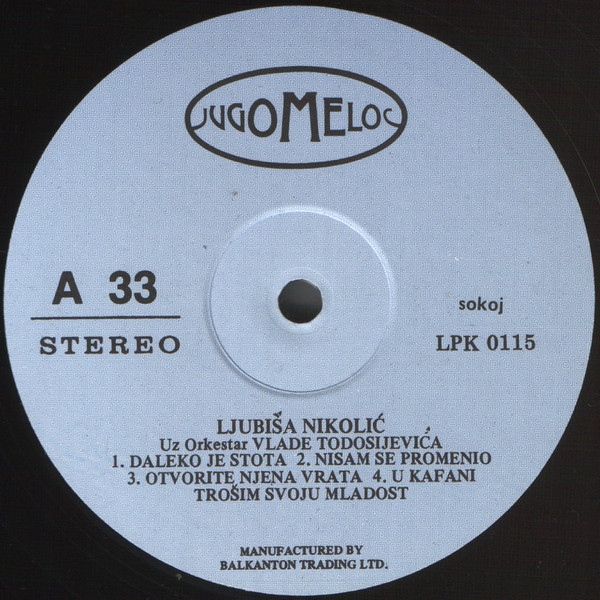 JUGOMELOD
A 33
STEREO
sokoj
LPK 0115
LJUBIŠA NIKOLIĆ
Uz Orkestar VLADE TODOSIJEVIĆA
1. DALEKO JE STOTA 2. NISAM SE PROMENIO
3. OTVORITE NJENA VRATA 4. U KAFANI
TROŠIM SVOJU MLADOST
MANUFACTURED BY
BALKANTON TRADING LTD.